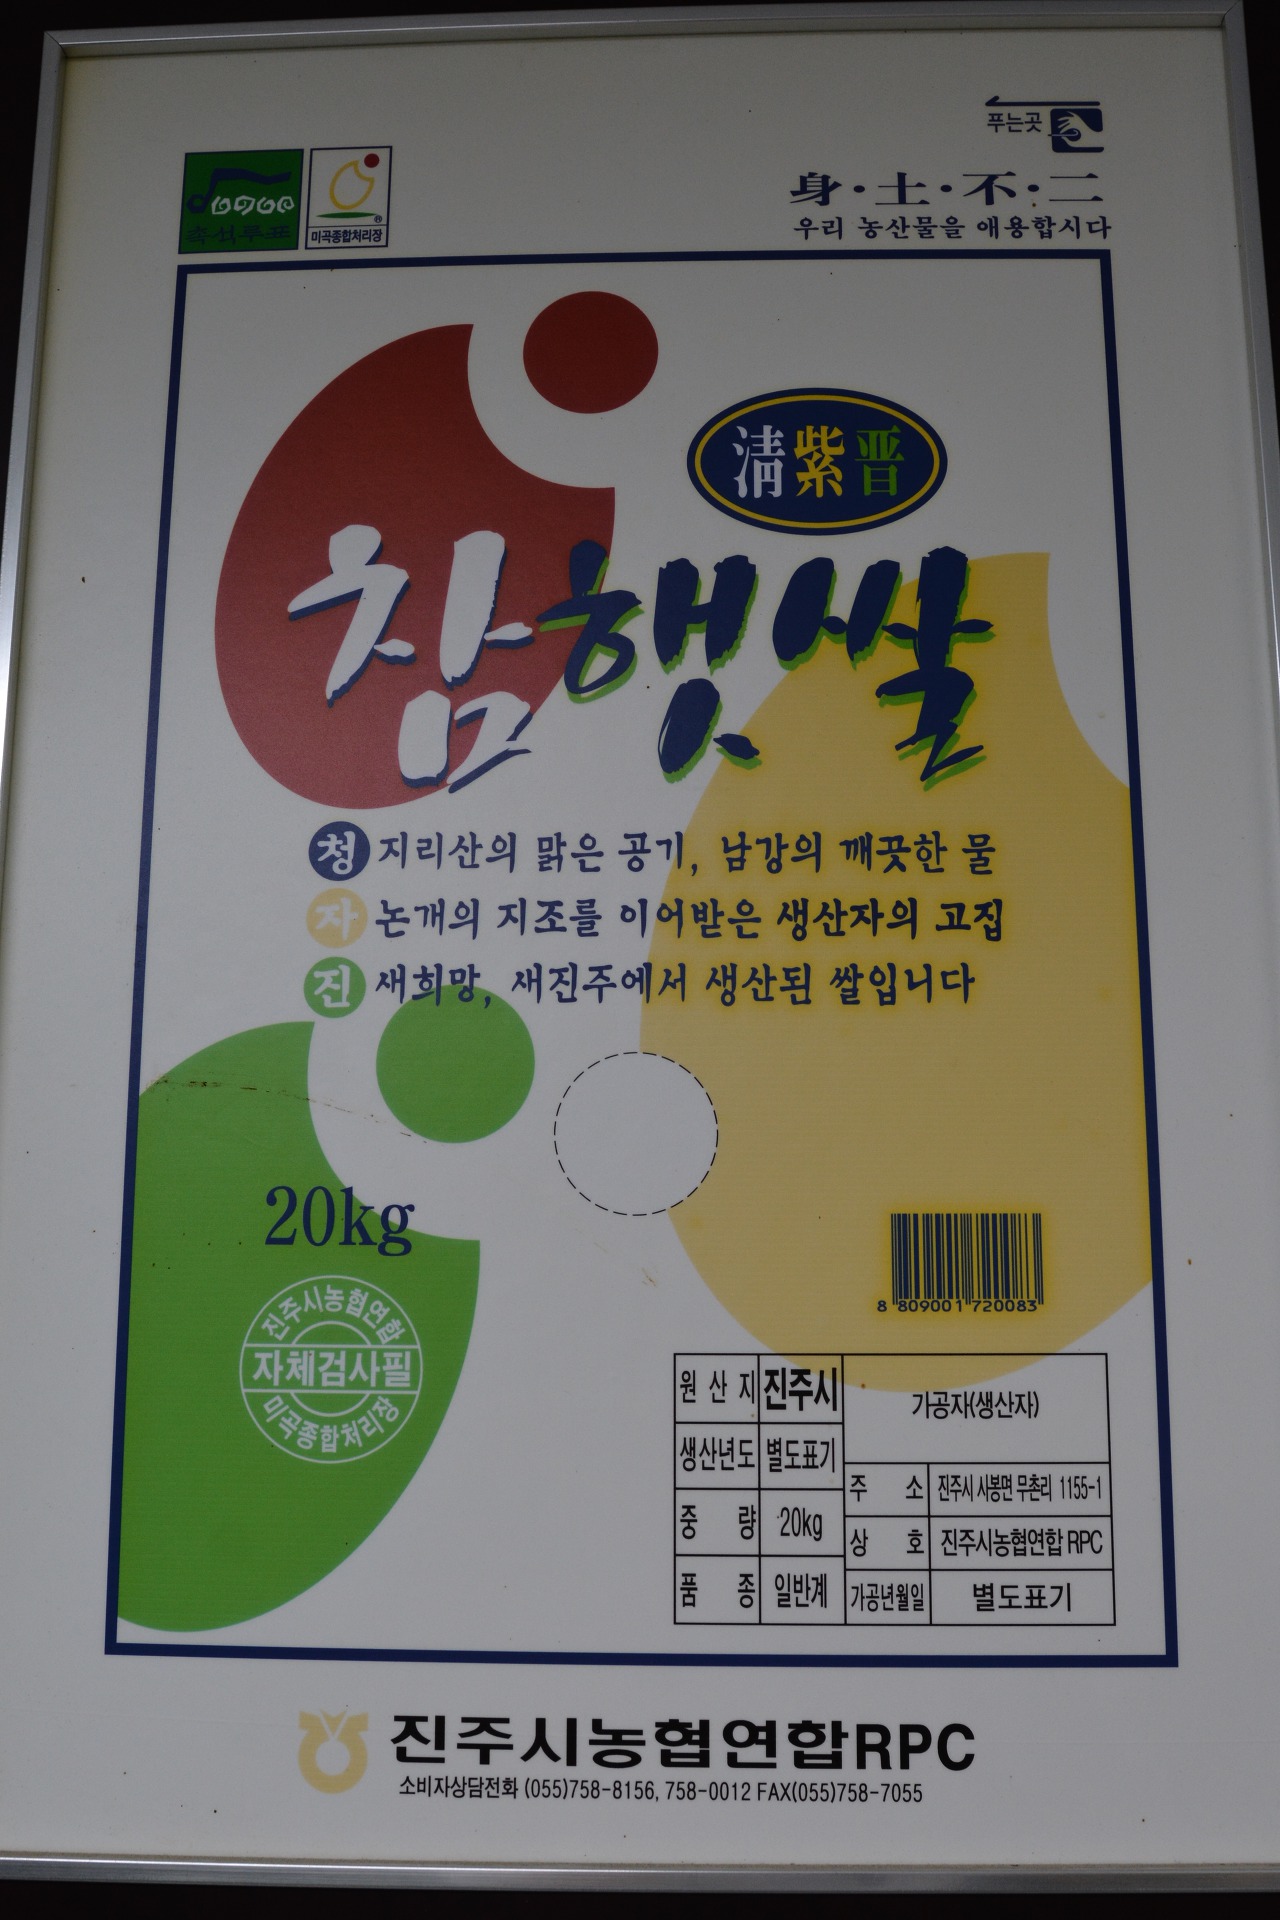 푸는곳
身·土·不·二
우리 농산물을 애용합시다
미곡종합처리장
淸紫晋
참햇쌀
청 지리산의 맑은 공기, 남강의 깨끗한 물
자 논개의 지조를 이어받은 생산자의 고집
진 새희망, 새진주에서 생산된 쌀입니다
20kg
진주시농협연합
자체검사필
미곡종합처리장
8 809001 720083
원산지 진주시
생산년도 별도표기
중량 20kg
품종 일반계
가공자(생산자)
주소 진주시 사봉면 무촌리 1155-1
상호 진주시농협연합 RPC
가공년월일 별도표기
진주시농협연합RPC
소비자상담전화 (055)758-8156, 758-0012 FAX(055)758-7055